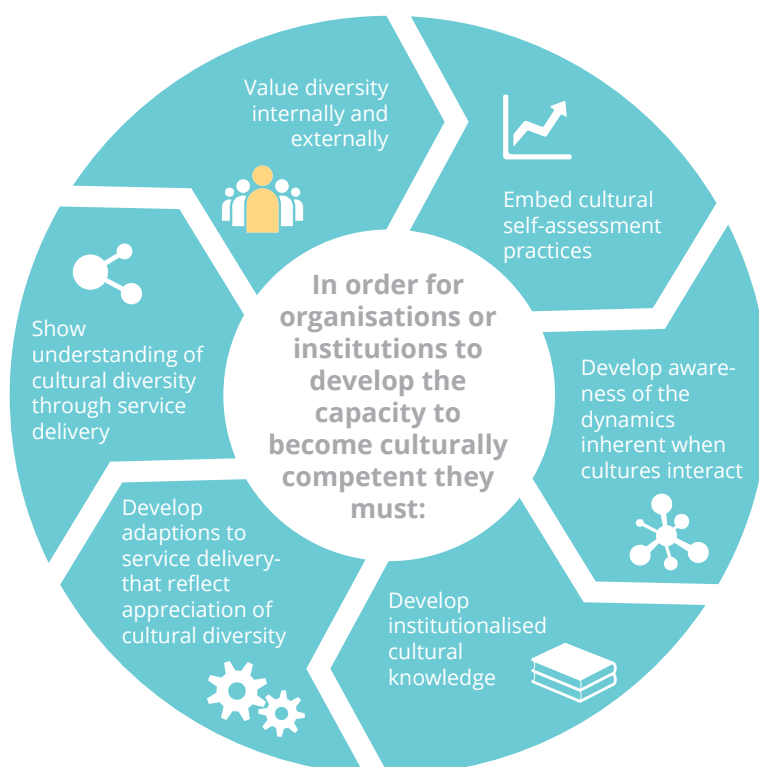 In order for
organisations or
institutions to
develop the
capacity to
become culturally
competent they
must:
Value diversity
internally and
externally
Embed cultural
self-assessment
practices
Develop aware-
ness of the
dynamics
inherent when
cultures interact
Develop
institutionalised
cultural
knowledge
Develop
adaptions to
service delivery-
that reflect
appreciation of
cultural diversity
Show
understanding of
cultural diversity
through service
delivery